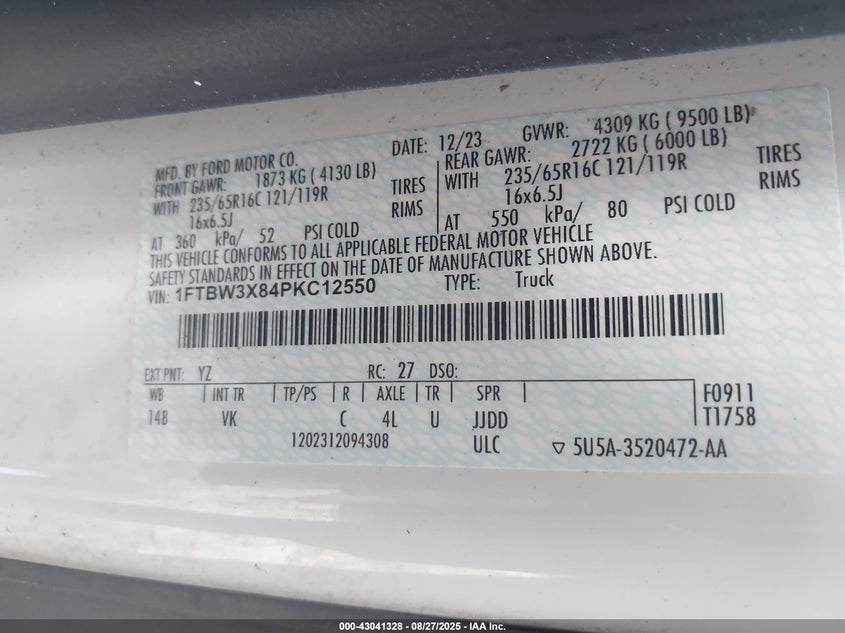 MFD. BY FORD MOTOR CO. DATE: 12/23 GVWR: 4309 KG ( 9500 LB)
FRONT GAWR: 1873 KG ( 4130 LB) REAR GAWR: 2722 KG ( 6000 LB)
WITH 235/65R16C 121/119R TIRES WITH 235/65R16C 121/119R TIRES
16x6.5J RIMS 16x6.5J RIMS
AT 360 kPa/ 52 PSI COLD AT 550 kPa/ 80 PSI COLD
THIS VEHICLE CONFORMS TO ALL APPLICABLE FEDERAL MOTOR VEHICLE
SAFETY STANDARDS IN EFFECT ON THE DATE OF MANUFACTURE SHOWN ABOVE.
VIN: 1FTBW3X84PKC12550 TYPE: Truck
EXT PNT: YZ RC: 27 DSO:
WB INT TR TP/PS R AXLE TR SPR F0911
148 VK C 4L U JJDD T1758
1202312094308 ULC ▽ 5U5A-3520472-AA
000-43041328 - 08/27/2025 - IAA Inc.